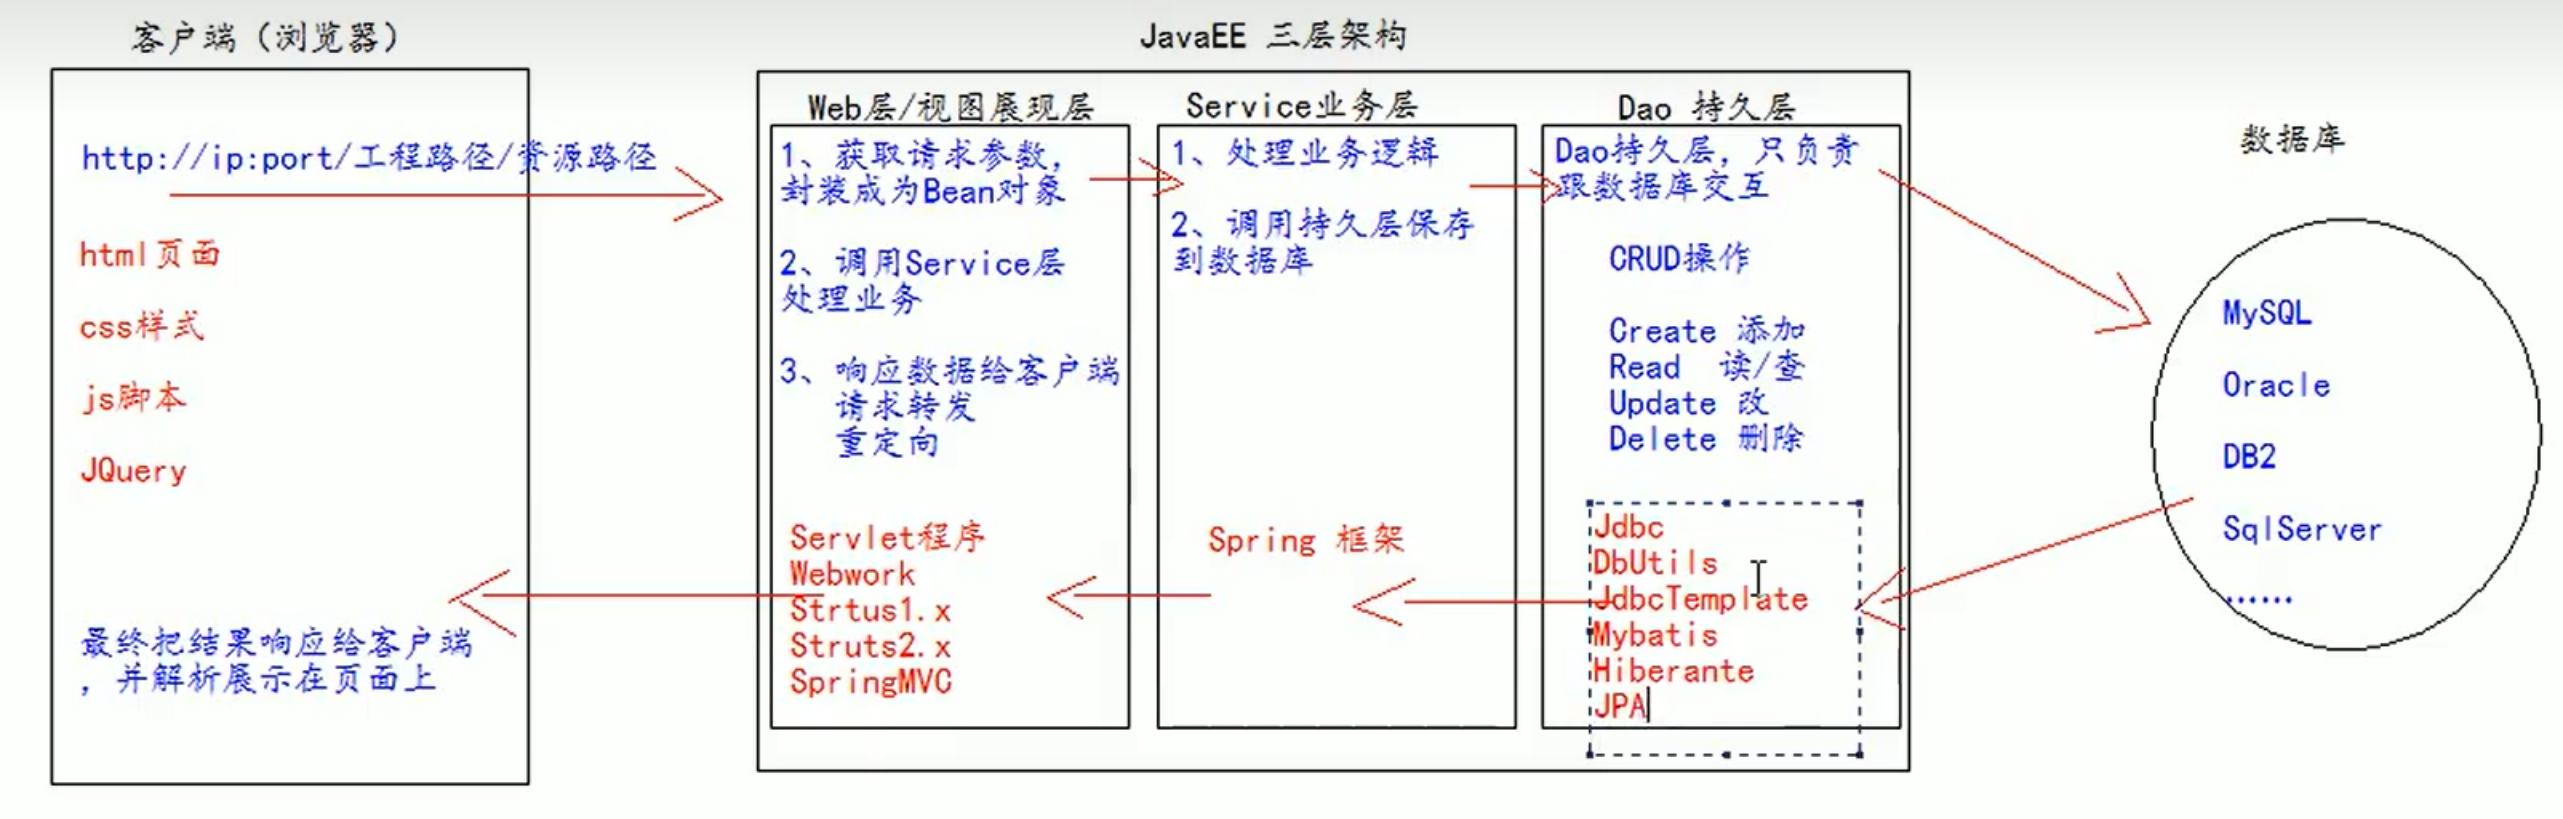 客户端（浏览器）
http://ip:port/工程路径/资源路径
html页面
css样式
js脚本
JQuery
最终把结果响应给客户端
，并解析展示在页面上
JavaEE 三层架构
Web层/视图展现层
1、获取请求参数，
封装成为Bean对象
2、调用Service层
处理业务
3、响应数据给客户端
请求转发
重定向
Servlet程序
Webwork
Strtus1.x
Struts2.x
SpringMVC
Service业务层
1、处理业务逻辑
2、调用持久层保存
到数据库
Spring 框架
Dao 持久层
Dao持久层，只负责
跟数据库交互
CRUD操作
Create 添加
Read 读/查
Update 改
Delete 删除
Jdbc
DbUtils
JdbcTemplate
Mybatis
Hiberante
JPA
数据库
MySQL
Oracle
DB2
SqlServer
......